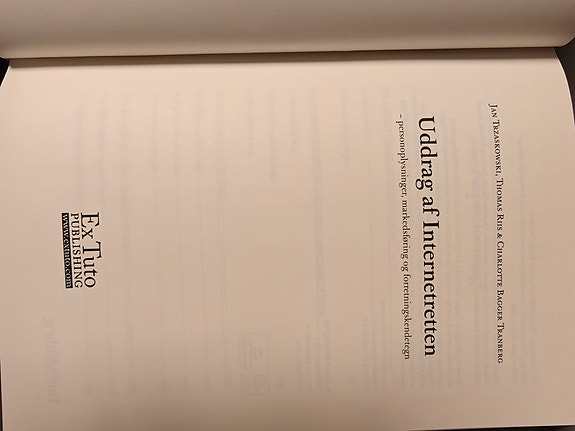 JAN TRZASKOWSKI, THOMAS RIIS & CHARLOTTE BAGGER TRANBERG
Uddrag af Internetretten
– personoplysninger, markedsføring og forretningskendetegn
EX TUTO
PUBLISHING
www.extuto.com